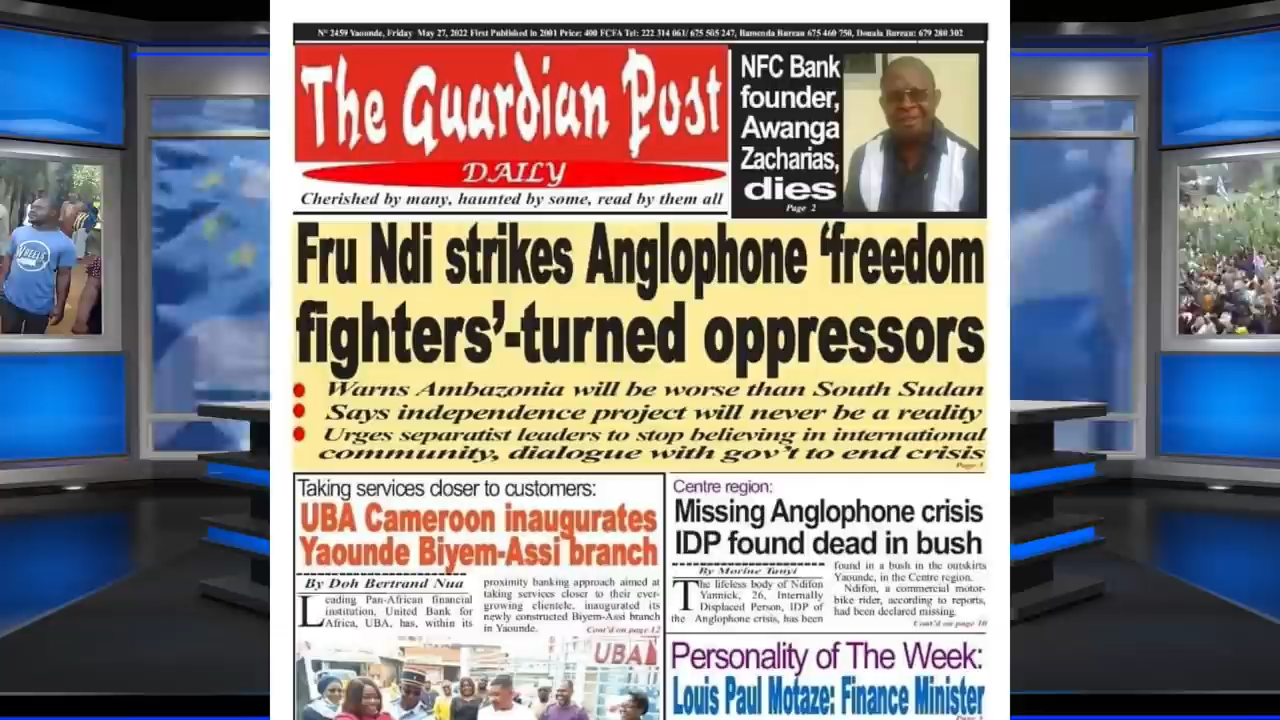 N° 2459 Yaounde, Friday May 27, 2022 First Published in 2001 Price: 400 FCFA Tel: 222 314 061/ 675 505 247, Bamenda Bureau 675 460 750, Douala Bureau: 679 280 302
The Guardian Post
DAILY
Cherished by many, haunted by some, read by them all
NFC Bank
founder,
Awanga
Zacharias,
dies
Page 2
Fru Ndi strikes Anglophone ‘freedom
fighters’-turned oppressors
Warns Ambazonia will be worse than South Sudan
Says independence project will never be a reality
Urges separatist leaders to stop believing in international
community, dialogue with gov’t to end crisis
Taking services closer to customers:
UBA Cameroon inaugurates
Yaounde Biyem-Assi branch
By Doh Bertrand Nua
Leading Pan-African financial
institution, United Bank for
Africa, UBA, has, within its
proximity banking approach aimed at
taking services closer to their ever-
growing clientele, inaugurated its
newly constructed Biyem-Assi branch
in Yaounde.
Cont'd on page 12
UBA
Centre region:
Missing Anglophone crisis
IDP found dead in bush
By Morine Tanyi
The lifeless body of Ndifon
Yannick, 26, Internally
Displaced Person, IDP of
the Anglophone crisis, has been
found in a bush in the outskirts
Yaounde, in the Centre region.
Ndifon, a commercial motor-
bike rider, according to reports,
had been declared missing.
Cont'd on page 10
Personality of The Week:
Louis Paul Motaze: Finance Minister
WHEELS